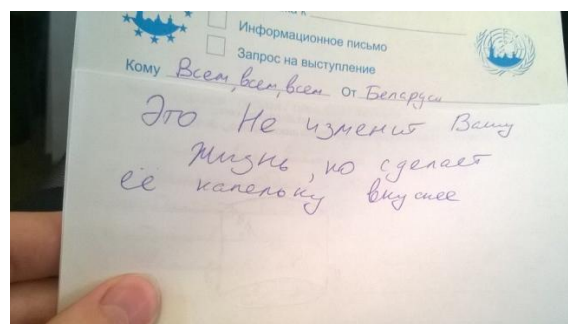 Информационное письмо
Запрос на выступление
Кому Всем, всем, всем От Беларуси
Это Не изменит Вашу
жизнь, но сделает
её капельку вкуснее